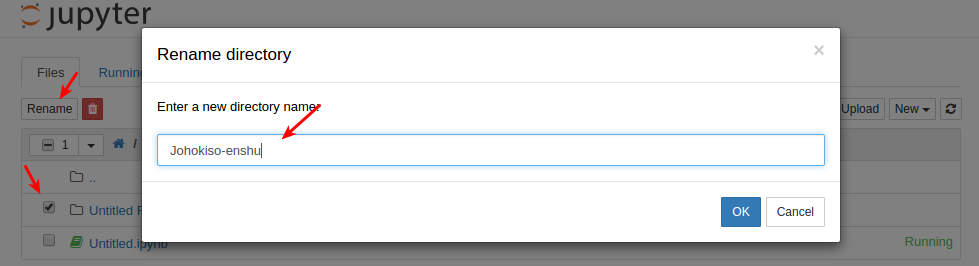 jupyter
Rename directory ×
Files
Running
Enter a new directory name:
Rename
Upload
New
Johokiso-enshu
1
/
..
Untitled F
OK
Cancel
Untitled.ipynb
Running